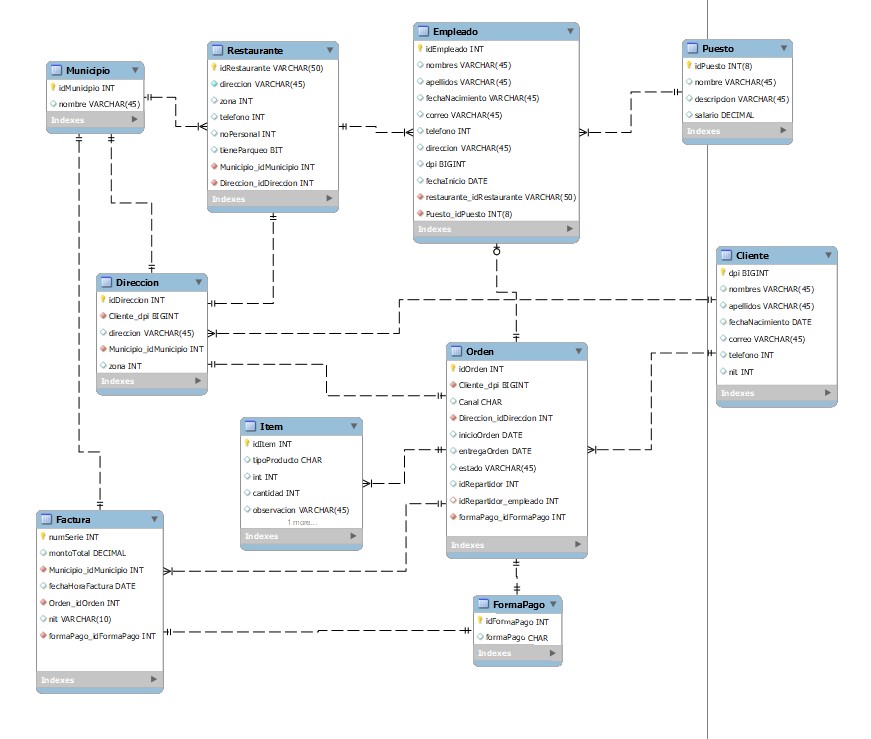 Municipio
idMunicipio INT
nombre VARCHAR(45)
Indexes
Restaurante
idRestaurante VARCHAR(50)
direccion VARCHAR(45)
zona INT
telefono INT
noPersonal INT
tieneParqueo BIT
Municipio_idMunicipio INT
Direccion_idDireccion INT
Indexes
Empleado
idEmpleado INT
nombres VARCHAR(45)
apellidos VARCHAR(45)
fechaNacimiento VARCHAR(45)
correo VARCHAR(45)
telefono INT
direccion VARCHAR(45)
dpi BIGINT
fechaInicio DATE
restaurante_idRestaurante VARCHAR(50)
Puesto_idPuesto INT(8)
Indexes
Puesto
idPuesto INT(8)
nombre VARCHAR(45)
descripcion VARCHAR(45)
salario DECIMAL
Indexes
Cliente
dpi BIGINT
nombres VARCHAR(45)
apellidos VARCHAR(45)
fechaNacimiento DATE
correo VARCHAR(45)
telefono INT
nit INT
Indexes
Direccion
idDireccion INT
Cliente_dpi BIGINT
direccion VARCHAR(45)
Municipio_idMunicipio INT
zona INT
Indexes
Orden
idOrden INT
Cliente_dpi BIGINT
Canal CHAR
Direccion_idDireccion INT
inicioOrden DATE
entregaOrden DATE
estado VARCHAR(45)
idRepartidor INT
idRepartidor_empleado INT
formaPago_idFormaPago INT
Indexes
Item
idItem INT
tipoProducto CHAR
int INT
cantidad INT
observacion VARCHAR(45)
1 more...
Indexes
Factura
numSerie INT
montoTotal DECIMAL
Municipio_idMunicipio INT
fechaHoraFactura DATE
Orden_idOrden INT
nit VARCHAR(10)
formaPago_idFormaPago INT
Indexes
FormaPago
idFormaPago INT
formaPago CHAR
Indexes